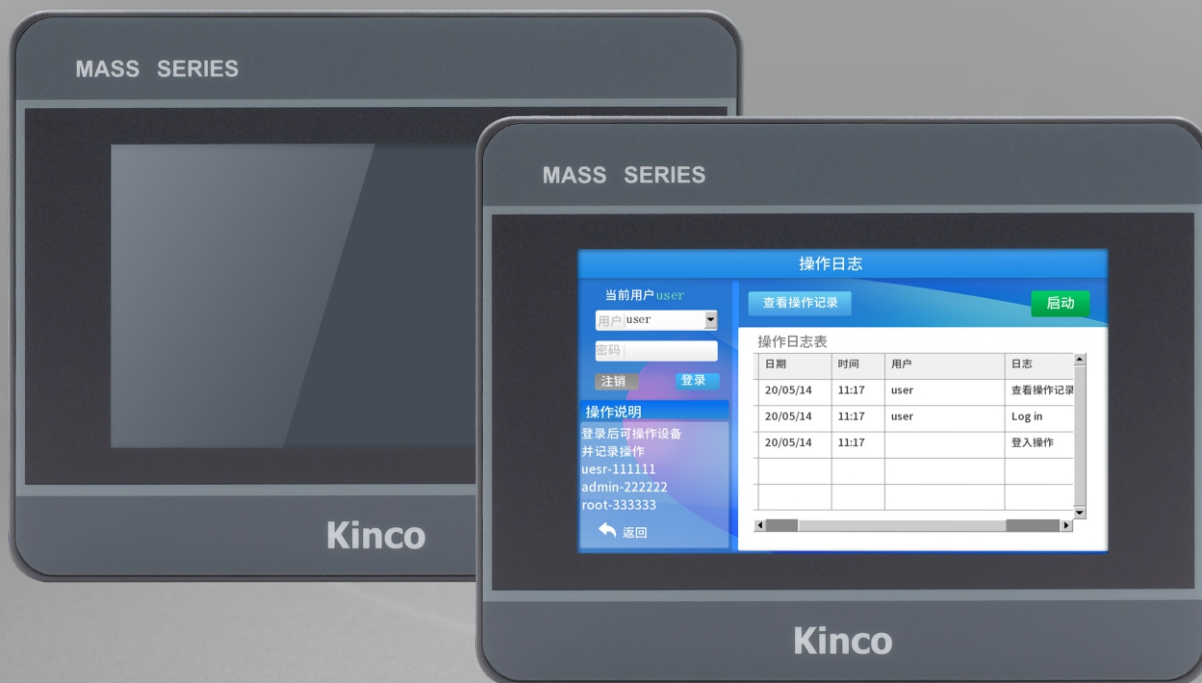 MASS SERIES
Kinco
MASS SERIES
操作日志
当前用户user
用户 user
密码
注销 登录
操作说明
登录后可操作设备
并记录操作
uesr-111111
admin-222222
root-333333
返回
查看操作记录 启动
操作日志表
日期 时间 用户 日志
20/05/14 11:17 user 查看操作记录
20/05/14 11:17 user Log in
20/05/14 11:17 登入操作
Kinco